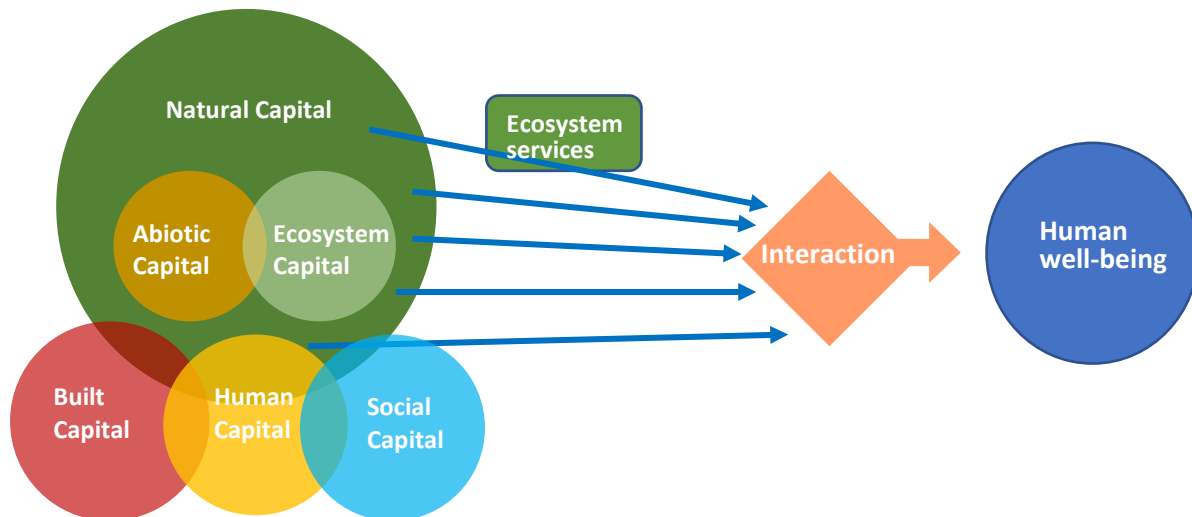 Natural Capital
Ecosystem
services
Abiotic
Capital
Ecosystem
Capital
Interaction
Human
well-being
Built
Capital
Human
Capital
Social
Capital